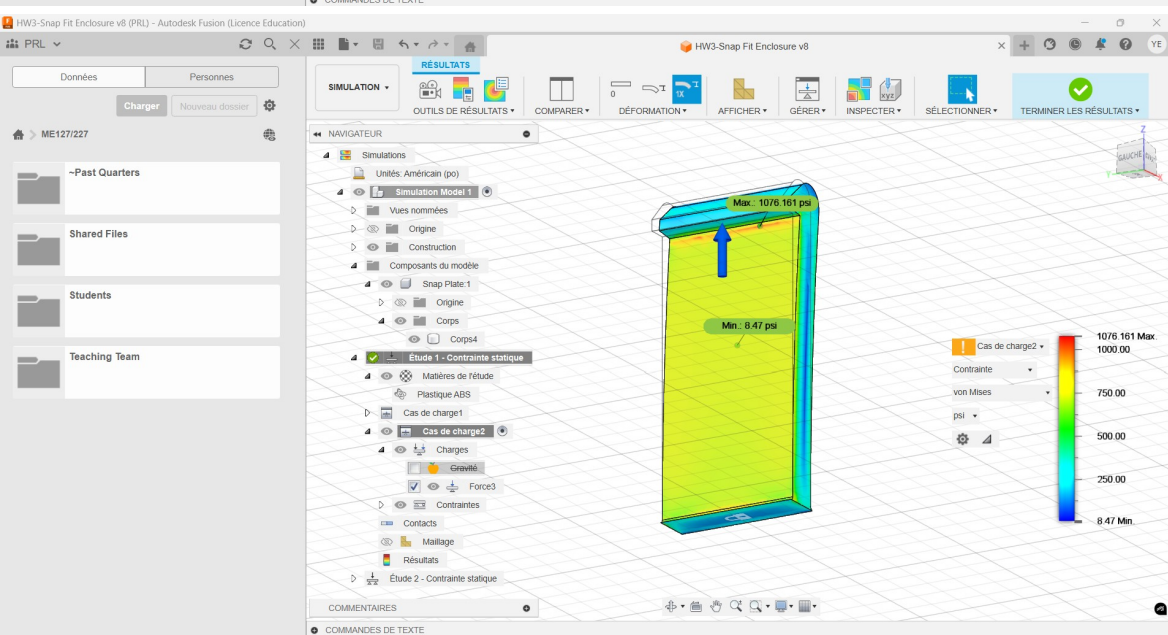 COMMANDES DE TEXTE
HW3-Snap Fit Enclosure v8 (PRL) - Autodesk Fusion (Licence Education)
PRL
HW3-Snap Fit Enclosure v8
YE
Données
Personnes
Charger
Nouveau dossier
ME127/227
~Past Quarters
Shared Files
Students
Teaching Team
RÉSULTATS
SIMULATION
OUTILS DE RÉSULTATS
COMPARER
DÉFORMATION
AFFICHER
GÉRER
INSPECTER
SÉLECTIONNER
TERMINER LES RÉSULTATS
0
1X
xyz
NAVIGATEUR
Simulations
Unités: Américain (po)
Simulation Model 1
Vues nommées
Origine
Construction
Composants du modèle
Snap Plate:1
Origine
Corps
Corps4
Étude 1 - Contrainte statique
Matières de l'étude
Plastique ABS
Cas de charge1
Cas de charge2
Charges
Gravité
Force3
Contraintes
Contacts
Maillage
Résultats
Étude 2 - Contrainte statique
COMMENTAIRES
COMMANDES DE TEXTE
Z
GAUCHE
Y
X
Max.: 1076.161 psi
Min.: 8.47 psi
Cas de charge2
Contrainte
von Mises
psi
1076.161 Max.
1000.00
750.00
500.00
250.00
8.47 Min.